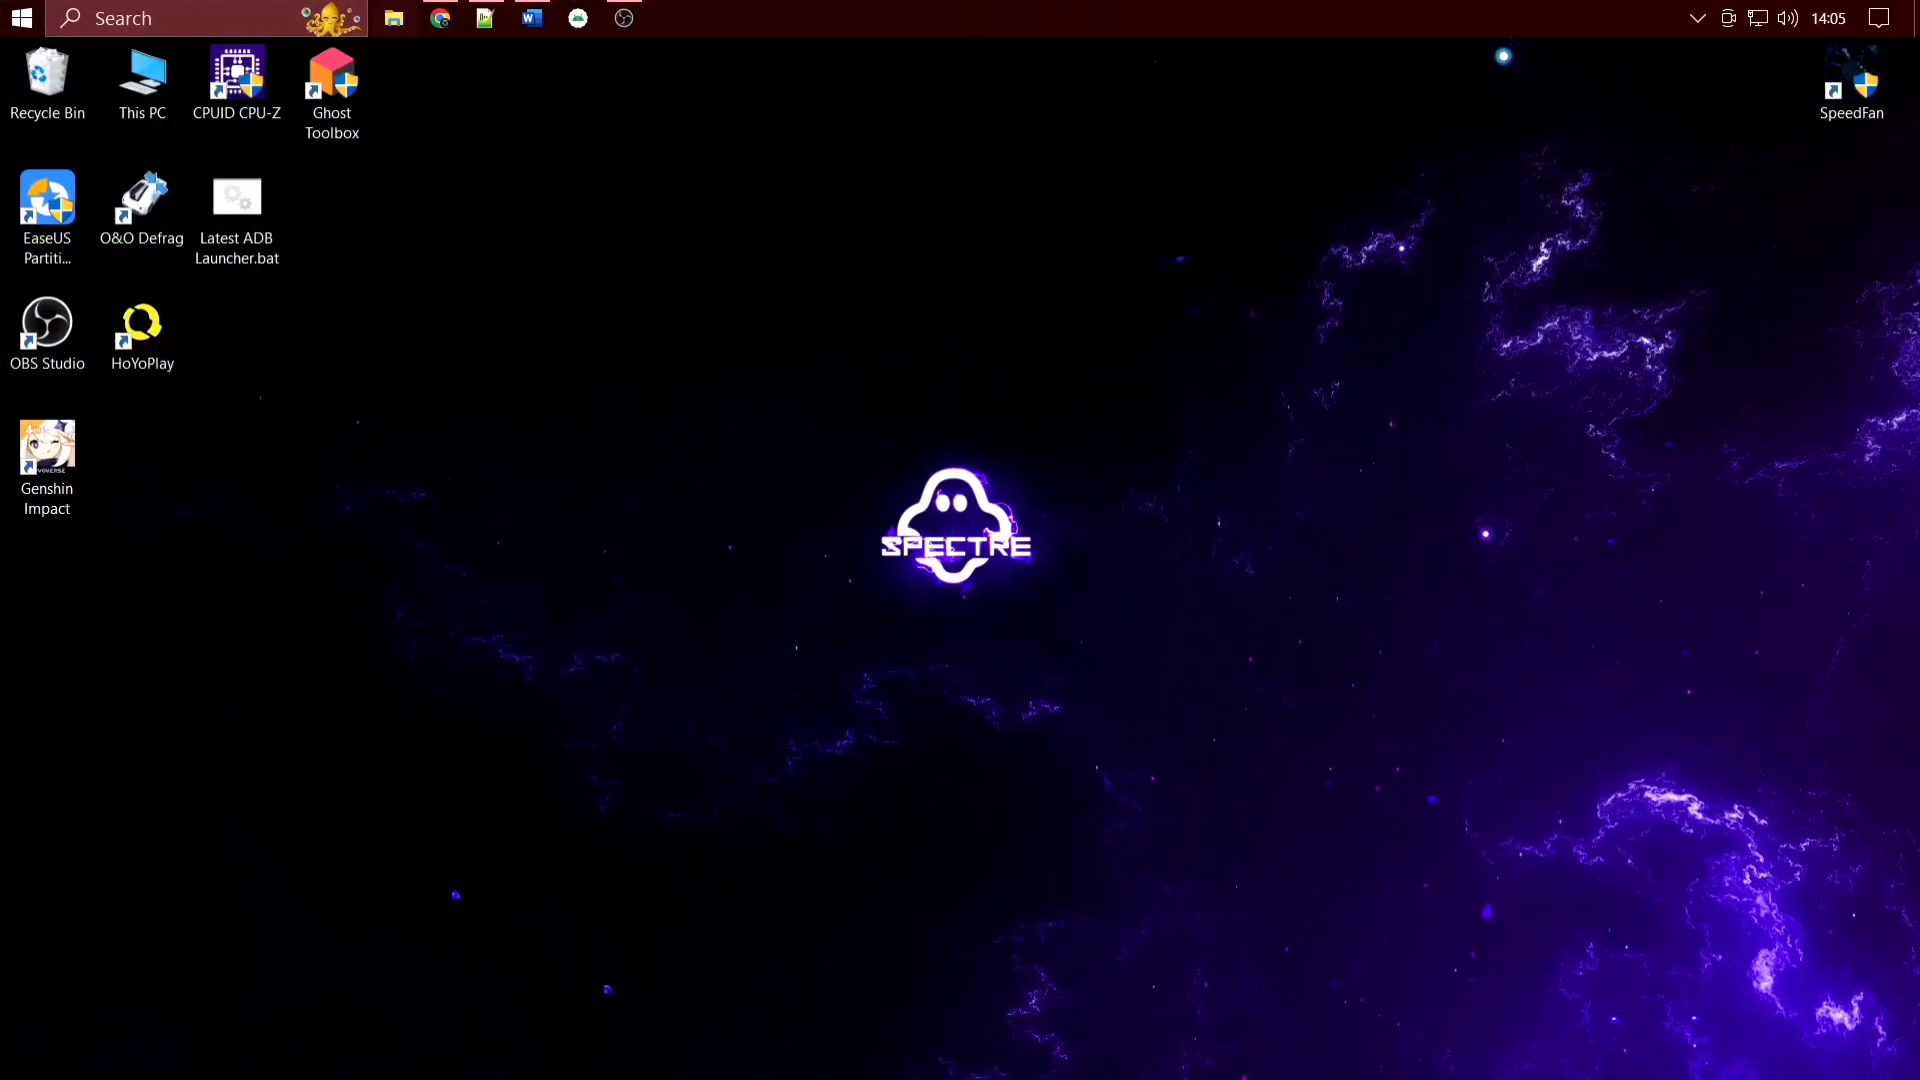 Search
14:05
Recycle Bin
This PC
CPUID CPU-Z
Ghost
Toolbox
SpeedFan
EaseUS
Partiti...
O&O Defrag
Latest ADB
Launcher.bat
OBS Studio
HoYoPlay
Genshin
Impact
SPECTRE